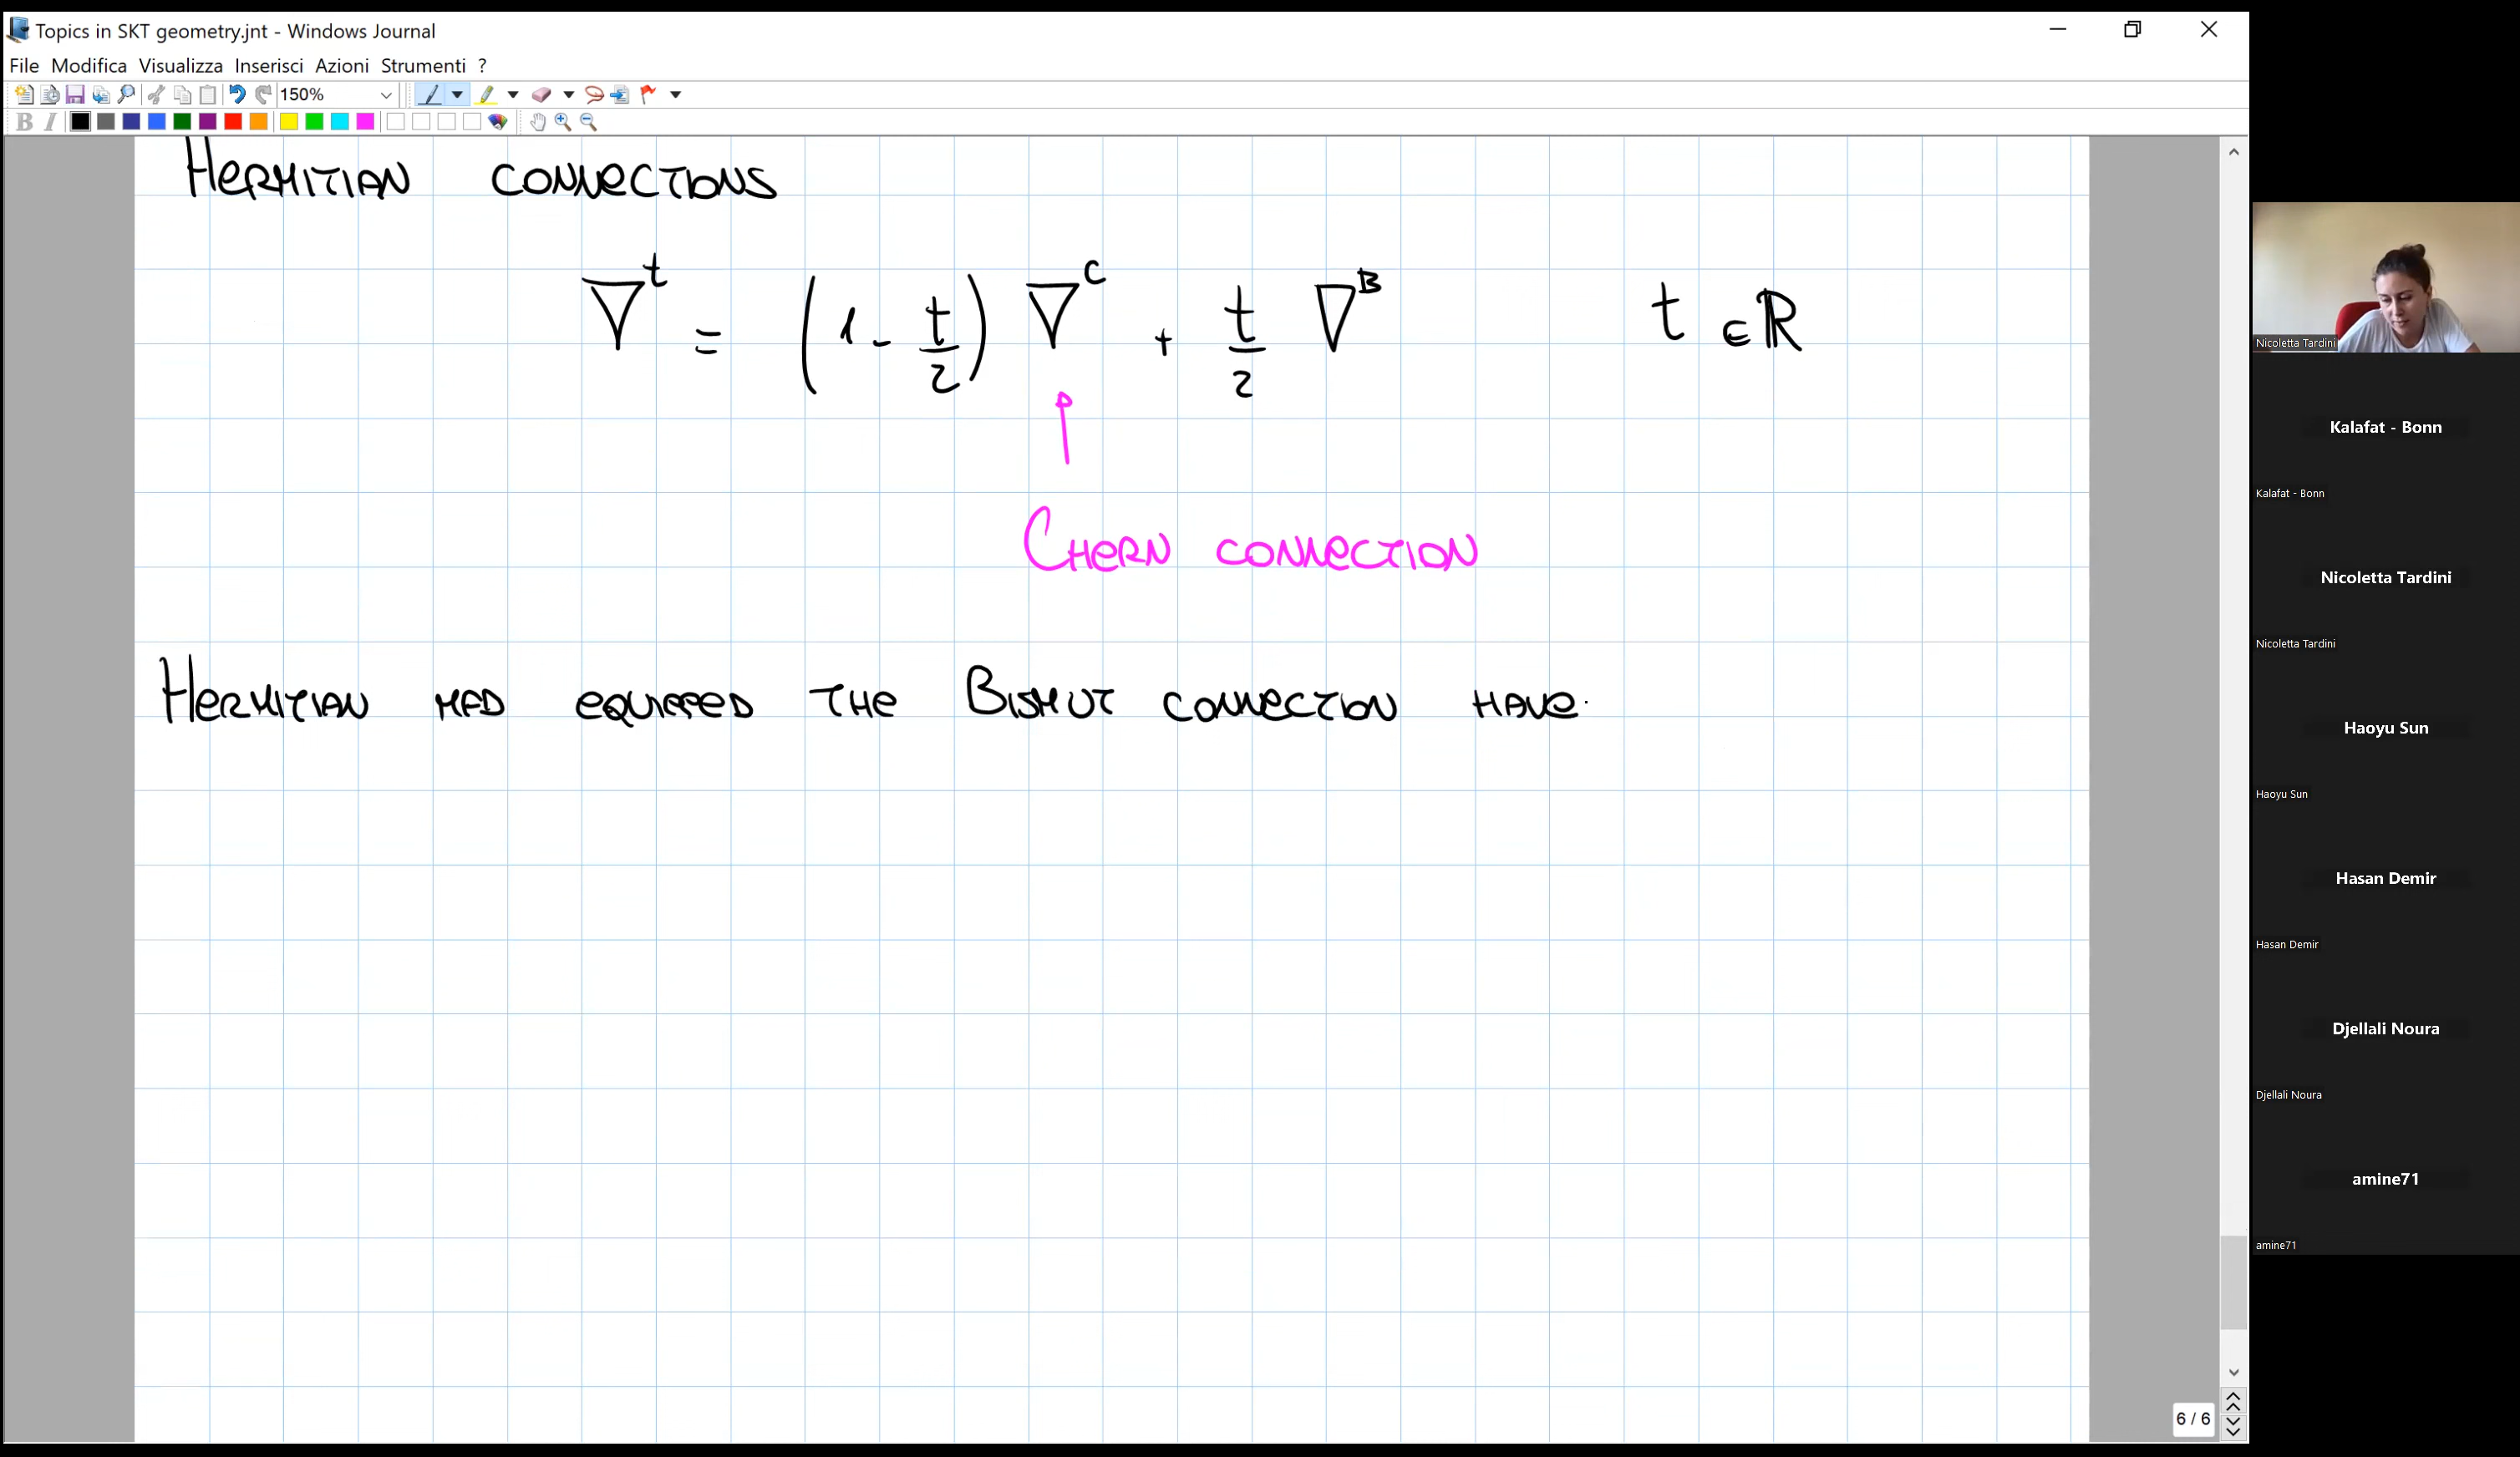 Topics in SKT geometry.jnt - Windows Journal
File Modifica Visualizza Inserisci Azioni Strumenti ?
150%
B I
HERMITIAN CONNECTIONS
∇^t = (1 - t/2) ∇^C + t/2 ∇^B t ∈ ℝ
CHERN CONNECTION
HERMITIAN MFD EQUIPPED THE BISMUT CONNECTION HAVE
6 / 6
Nicoletta Tardini
Kalafat - Bonn
Kalafat - Bonn
Nicoletta Tardini
Nicoletta Tardini
Haoyu Sun
Haoyu Sun
Hasan Demir
Hasan Demir
Djellali Noura
Djellali Noura
amine71
amine71